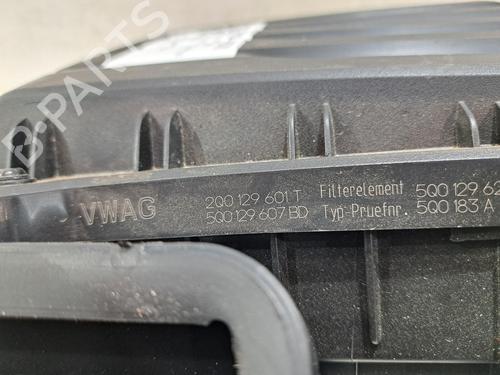 B-PARTS
VWAG
2Q0 129 601 T Filterelement 5Q0 129 62
5Q0 129 607 BD Typ-Pruefnr. 5Q0 183 A